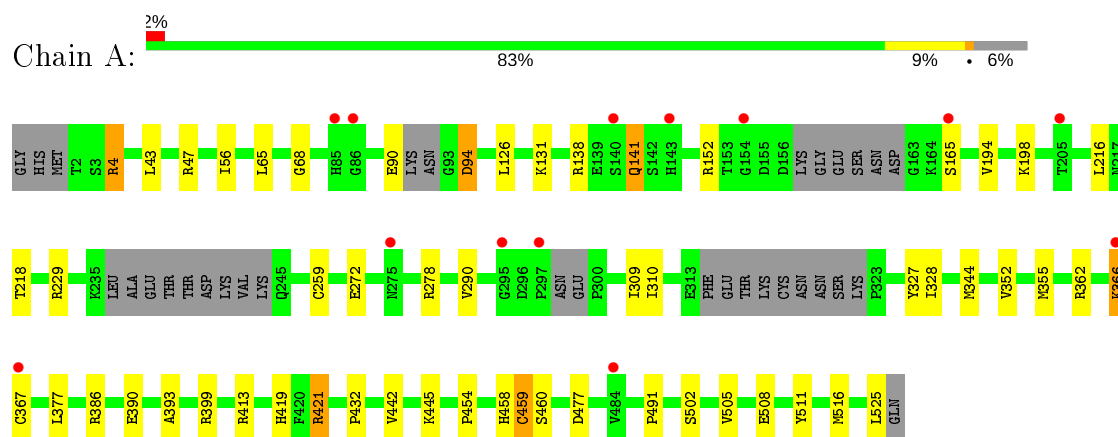 2%
Chain A:
83% 9% • 6%
GLY HIS MET T2 S3 R4 L43 R47 I56 L65 G68 H85 G86 E90 LYS ASN G93 D94 L126 K131 R138 E139 S140 Q141 S142 H143 R152 T153 G154 D155 D156 LYS GLY GLU SER ASN ASP G163 K164 S165 V194 K198 T205 L216 N217
T218 R229 K235 LEU ALA GLU THR THR ASP LYS VAL LYS Q245 C259 E272 N275 R278 V290 G295 D296 P297 ASN GLU P300 I309 I310 E313 PHE GLU THR LYS CYS ASN ASN SER LYS P323 Y327 I328 M344 V352 M355 R362 K366
C367 L377 R386 E390 A393 R399 R413 H419 F420 R421 P432 V442 K445 P454 H458 C459 S460 D477 V484 P491 S502 V505 E508 Y511 M516 L525 GLN